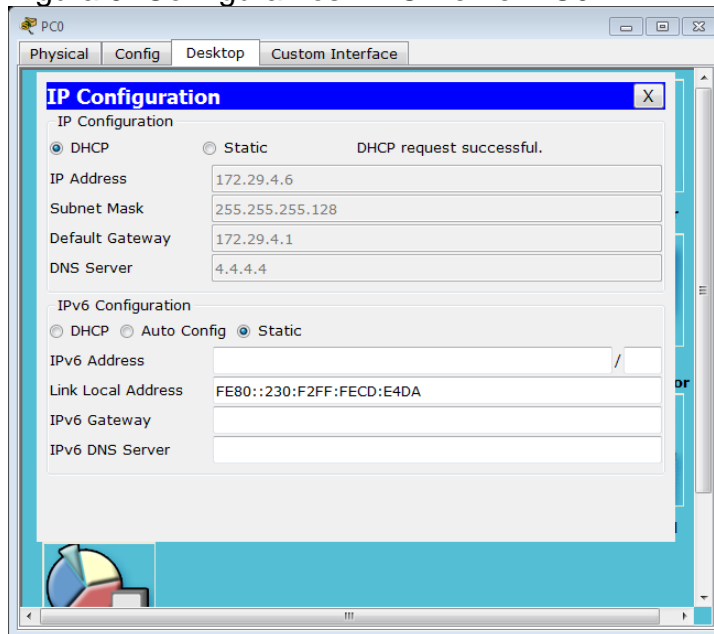 PC0
Physical Config Desktop Custom Interface
IP Configuration X
IP Configuration
DHCP Static DHCP request successful.
IP Address 172.29.4.6
Subnet Mask 255.255.255.128
Default Gateway 172.29.4.1
DNS Server 4.4.4.4
IPv6 Configuration
DHCP Auto Config Static
IPv6 Address /
Link Local Address FE80::230:F2FF:FECD:E4DA
IPv6 Gateway
IPv6 DNS Server
or